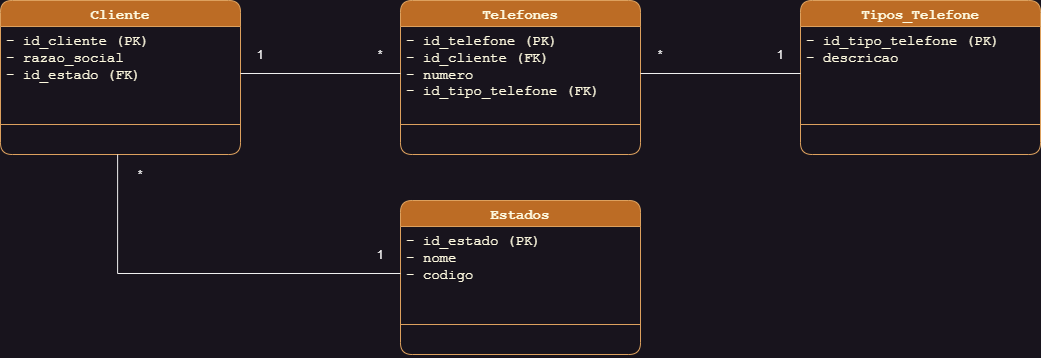 Cliente
- id_cliente (PK)
- razao_social
- id_estado (FK)
1
*
Telefones
- id_telefone (PK)
- id_cliente (FK)
- numero
- id_tipo_telefone (FK)
*
1
Tipos_Telefone
- id_tipo_telefone (PK)
- descricao
*
1
Estados
- id_estado (PK)
- nome
- codigo